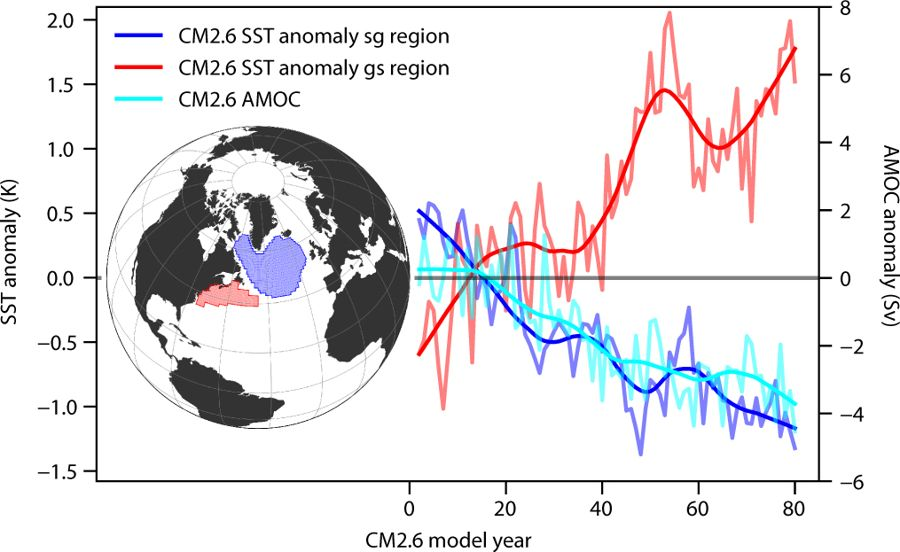 CM2.6 SST anomaly sg region
CM2.6 SST anomaly gs region
CM2.6 AMOC
SST anomaly (K)
2.0
1.5
1.0
0.5
0.0
−0.5
−1.0
−1.5
8
6
4
2
0
−2
−4
−6
AMOC anomaly (Sv)
0 20 40 60 80
CM2.6 model year